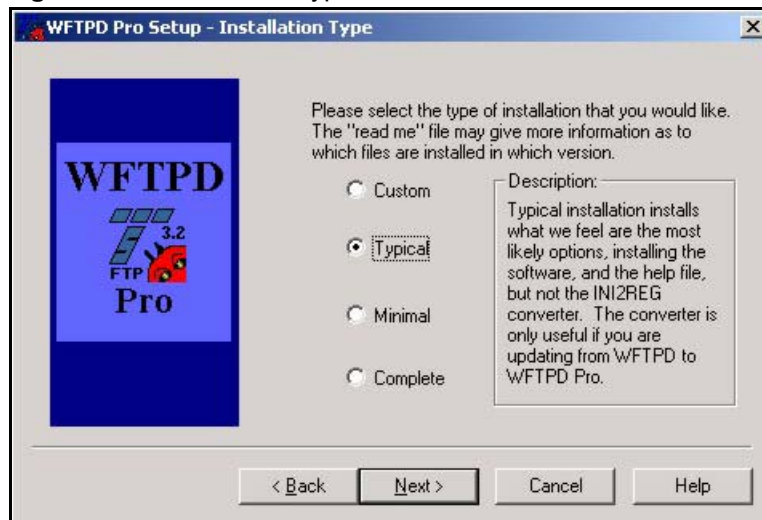 WFTPD Pro Setup - Installation Type
Please select the type of installation that you would like.
The "read me" file may give more information as to
which files are installed in which version.
WFTPD
3.2
FTP
Pro
Custom
Typical
Minimal
Complete
Description:
Typical installation installs
what we feel are the most
likely options, installing the
software, and the help file,
but not the INI2REG
converter. The converter is
only useful if you are
updating from WFTPD to
WFTPD Pro.
< Back
Next >
Cancel
Help